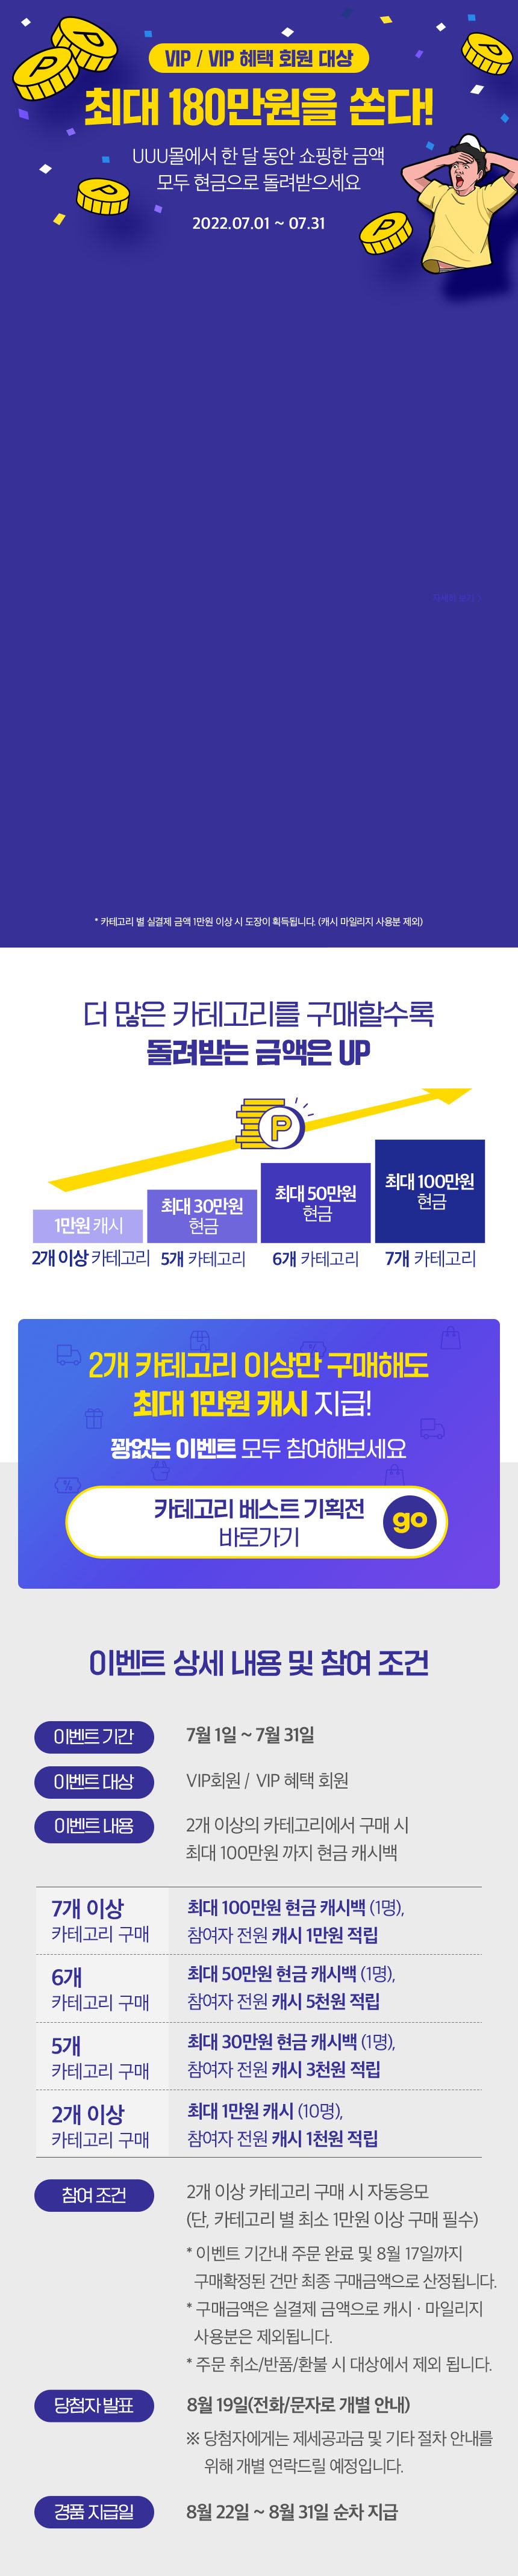 VIP / VIP 혜택 회원 대상
최대 180만원을 쏜다!
UUU몰에서 한 달 동안 쇼핑한 금액
모두 현금으로 돌려받으세요
2022.07.01 ~ 07.31
* 카테고리 별 실결제 금액 1만원 이상 시 도장이 획득됩니다. (캐시 마일리지 사용분 제외)
더 많은 카테고리를 구매할수록
돌려받는 금액은 UP
P
1만원 캐시
최대 30만원
현금
최대 50만원
현금
최대 100만원
현금
2개 이상 카테고리
5개 카테고리
6개 카테고리
7개 카테고리
2개 카테고리 이상만 구매해도
최대 1만원 캐시 지급!
꽝없는 이벤트 모두 참여해보세요
카테고리 베스트 기획전
바로가기
go
이벤트 상세 내용 및 참여 조건
이벤트 기간
7월 1일 ~ 7월 31일
이벤트 대상
VIP회원 / VIP 혜택 회원
이벤트 내용
2개 이상의 카테고리에서 구매 시
최대 100만원 까지 현금 캐시백
7개 이상
카테고리 구매
최대 100만원 현금 캐시백 (1명),
참여자 전원 캐시 1만원 적립
6개
카테고리 구매
최대 50만원 현금 캐시백 (1명),
참여자 전원 캐시 5천원 적립
5개
카테고리 구매
최대 30만원 현금 캐시백 (1명),
참여자 전원 캐시 3천원 적립
2개 이상
카테고리 구매
최대 1만원 캐시 (10명),
참여자 전원 캐시 1천원 적립
참여 조건
2개 이상 카테고리 구매 시 자동응모
(단, 카테고리 별 최소 1만원 이상 구매 필수)
* 이벤트 기간내 주문 완료 및 8월 17일까지
구매확정된 건만 최종 구매금액으로 산정됩니다.
* 구매금액은 실결제 금액으로 캐시 · 마일리지
사용분은 제외됩니다.
* 주문 취소/반품/환불 시 대상에서 제외 됩니다.
당첨자 발표
8월 19일(전화/문자로 개별 안내)
※ 당첨자에게는 제세공과금 및 기타 절차 안내를
위해 개별 연락드릴 예정입니다.
경품 지급일
8월 22일 ~ 8월 31일 순차 지급